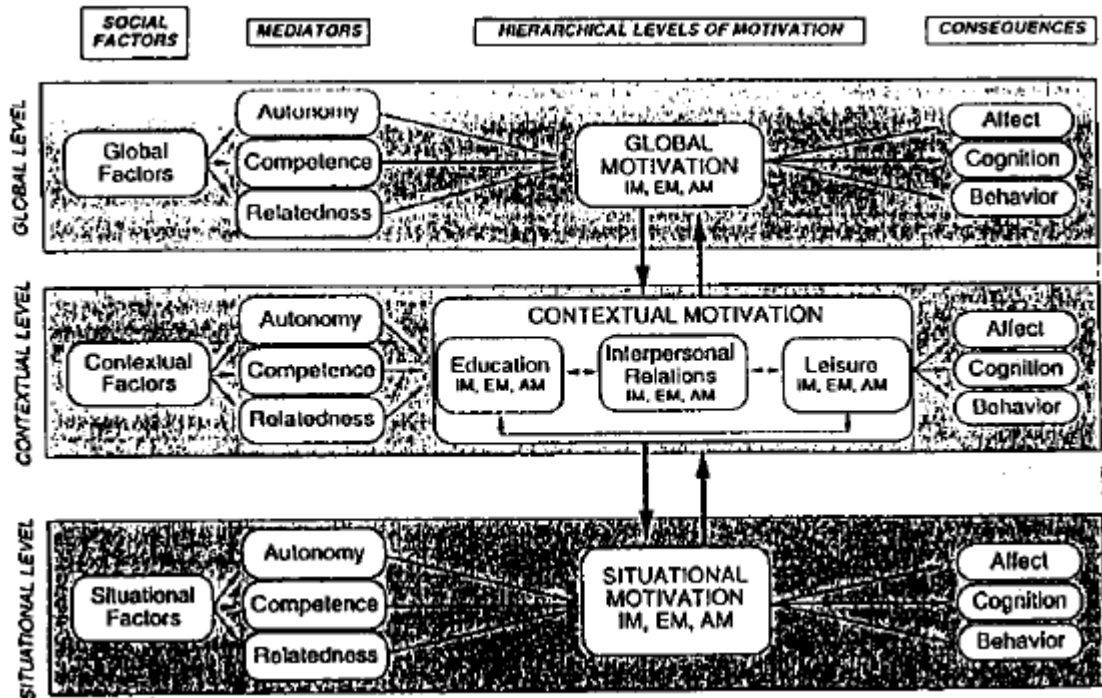 SOCIAL
FACTORS
MEDIATORS
HIERARCHICAL LEVELS OF MOTIVATION
CONSEQUENCES
GLOBAL LEVEL
Global
Factors
Autonomy
Competence
Relatedness
GLOBAL
MOTIVATION
IM, EM, AM
Affect
Cognition
Behavior
CONTEXTUAL LEVEL
Contextual
Factors
Autonomy
Competence
Relatedness
CONTEXTUAL MOTIVATION
Education
IM, EM, AM
Interpersonal
Relations
IM, EM, AM
Leisure
IM, EM, AM
Affect
Cognition
Behavior
SITUATIONAL LEVEL
Situational
Factors
Autonomy
Competence
Relatedness
SITUATIONAL
MOTIVATION
IM, EM, AM
Affect
Cognition
Behavior